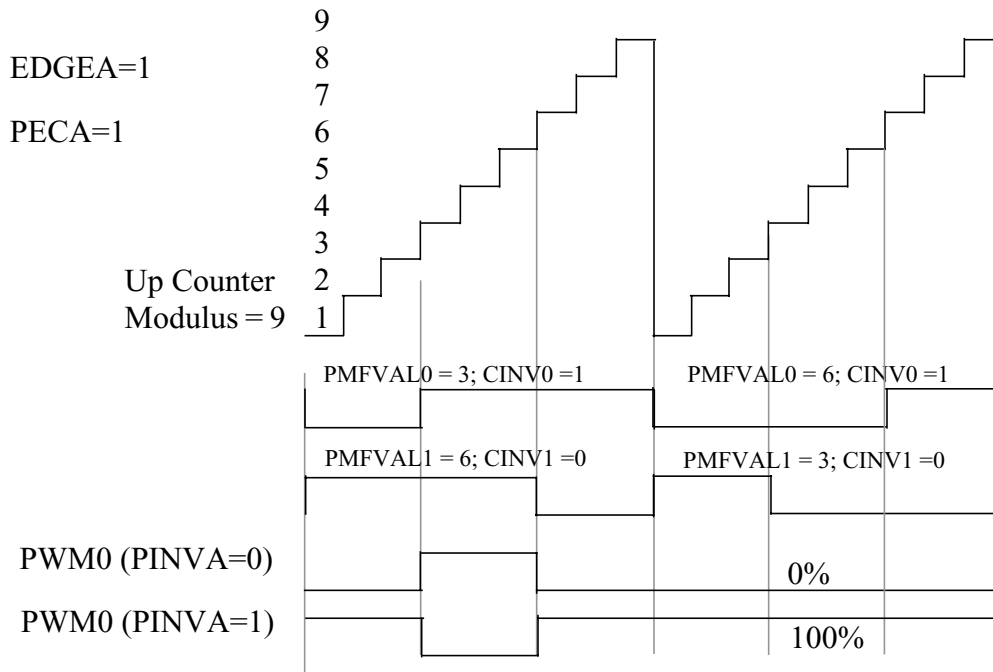 9
EDGEA=1
8
7
PECA=1
6
5
4
3
Up Counter 2
Modulus = 9 1
PMFVAL0 = 3; CINV0 =1 PMFVAL0 = 6; CINV0 =1
PMFVAL1 = 6; CINV1 =0 PMFVAL1 = 3; CINV1 =0
PWM0 (PINVA=0) 0%
PWM0 (PINVA=1) 100%